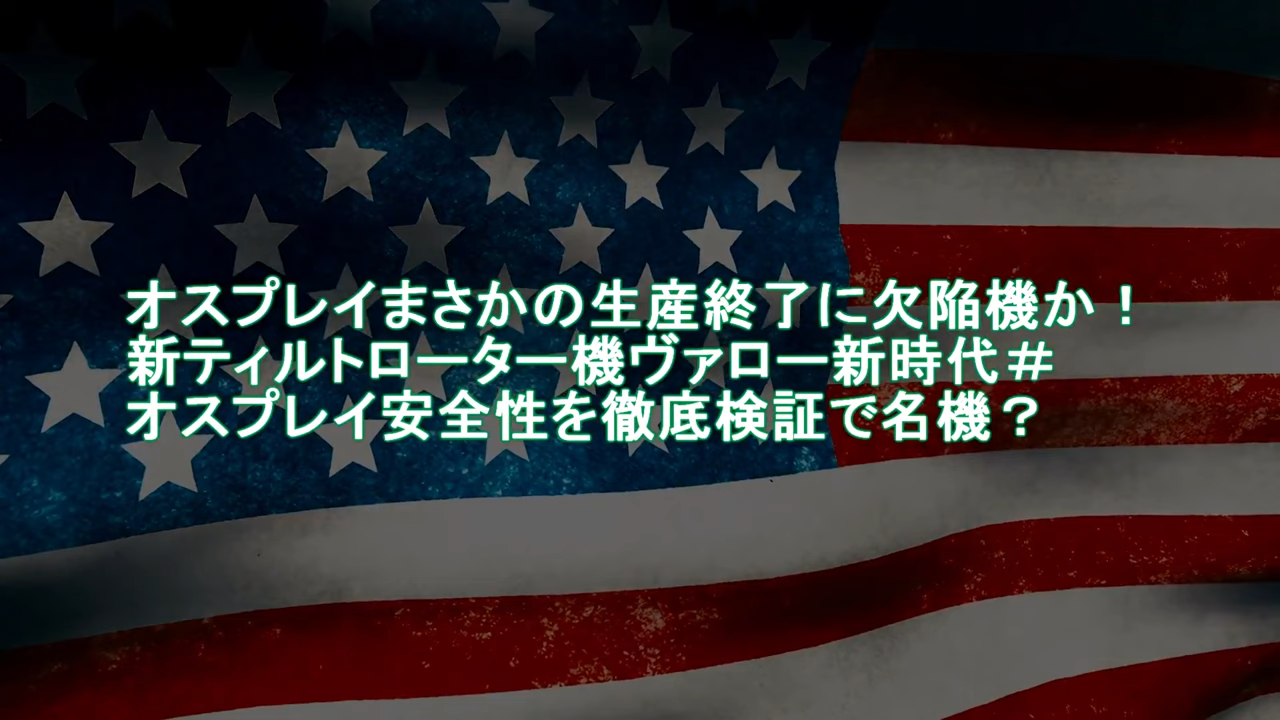 オスプレイまさかの生産終了に欠陥機か！
新ティルトローター機ヴァロー新時代＃
オスプレイ安全性を徹底検証で名機？